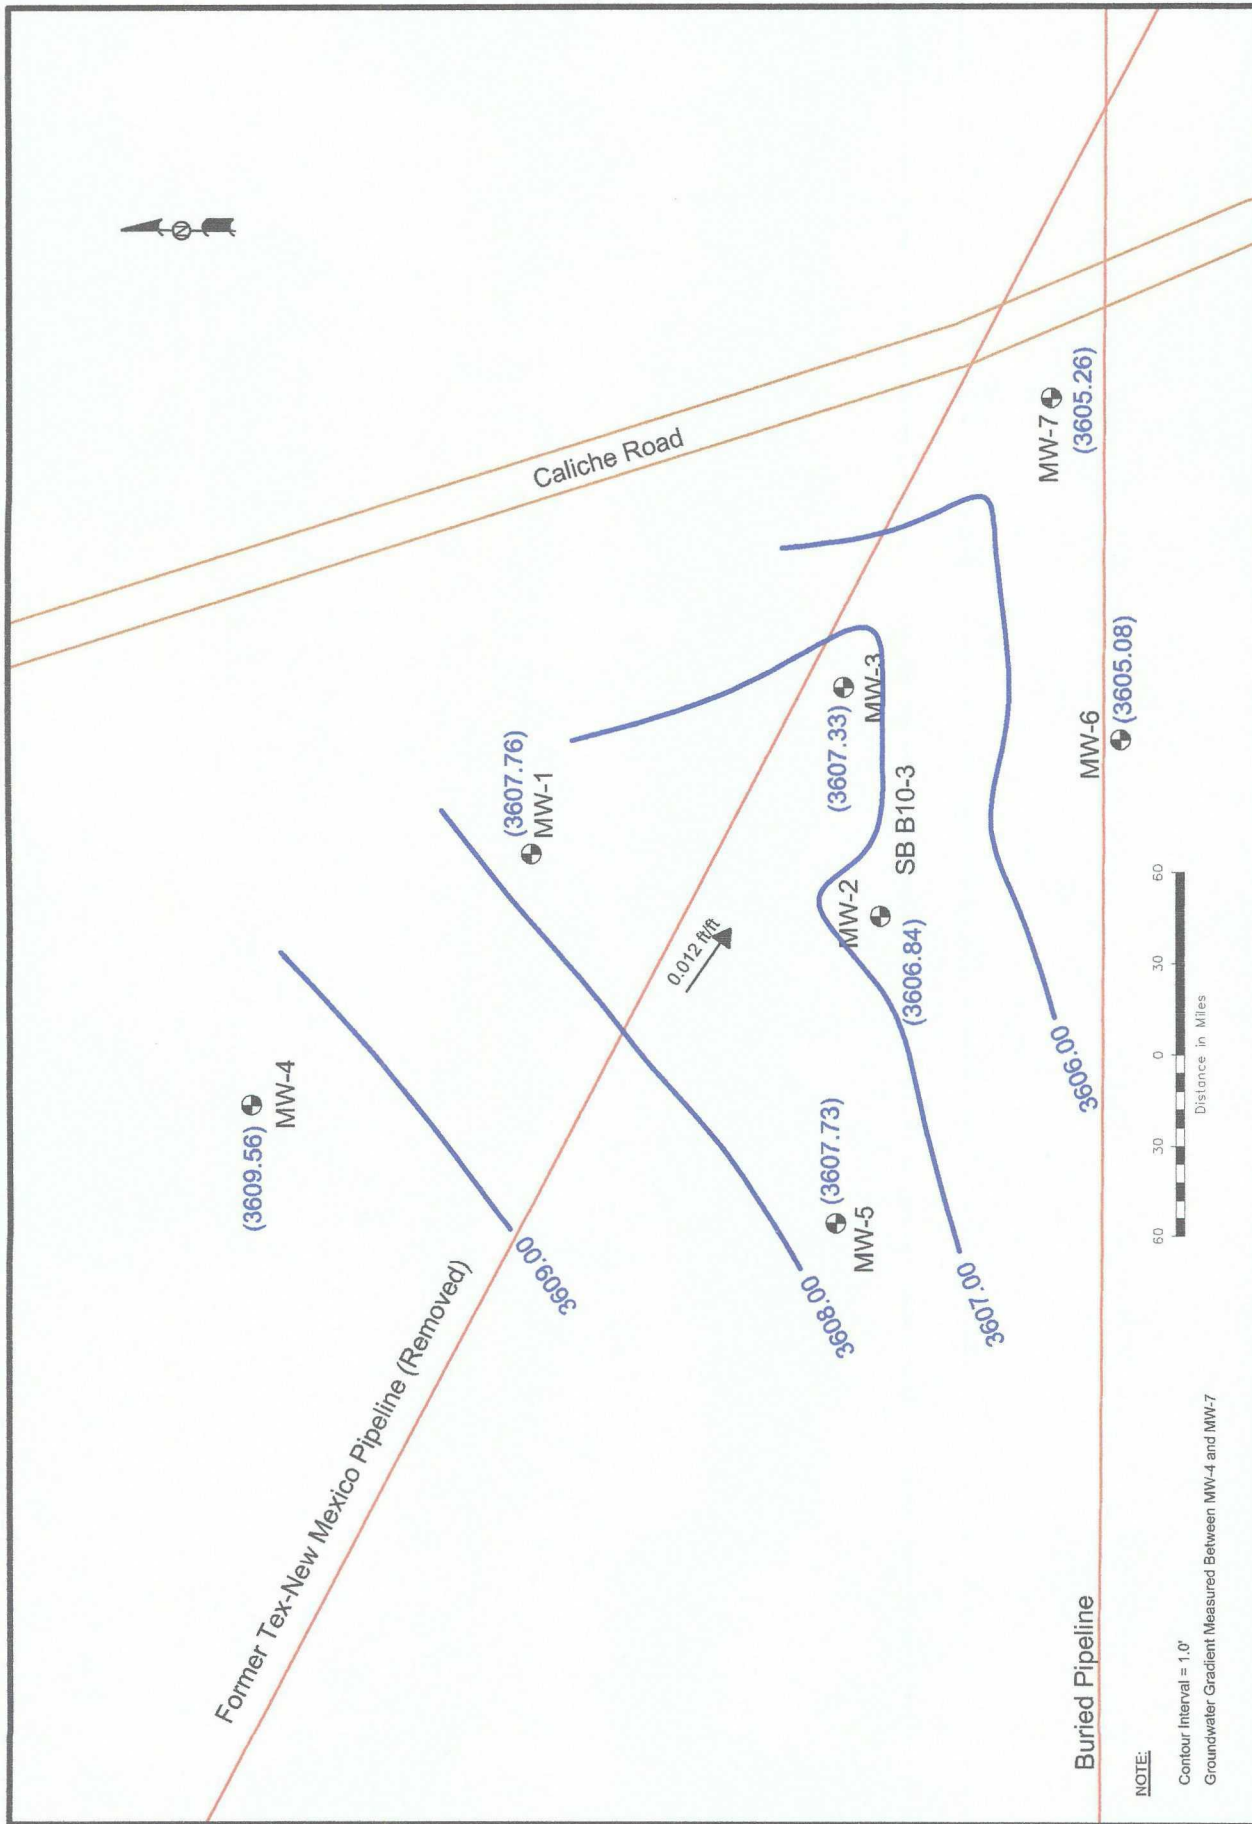 N
Caliche Road
(3607.76)
MW-1
(3609.56)
MW-4
Former Tex-New Mexico Pipeline (Removed)
3609.00
0.012 ft/ft
3608.00
(3607.73)
MW-5
MW-2
(3606.84)
SB B10-3
(3607.33)
MW-3
3607.00
MW-7
(3605.26)
MW-6
(3605.08)
3606.00
Buried Pipeline
60 30 0 30 60
Distance in Miles
NOTE:
Contour Interval = 1.0'
Groundwater Gradient Measured Between MW-4 and MW-7